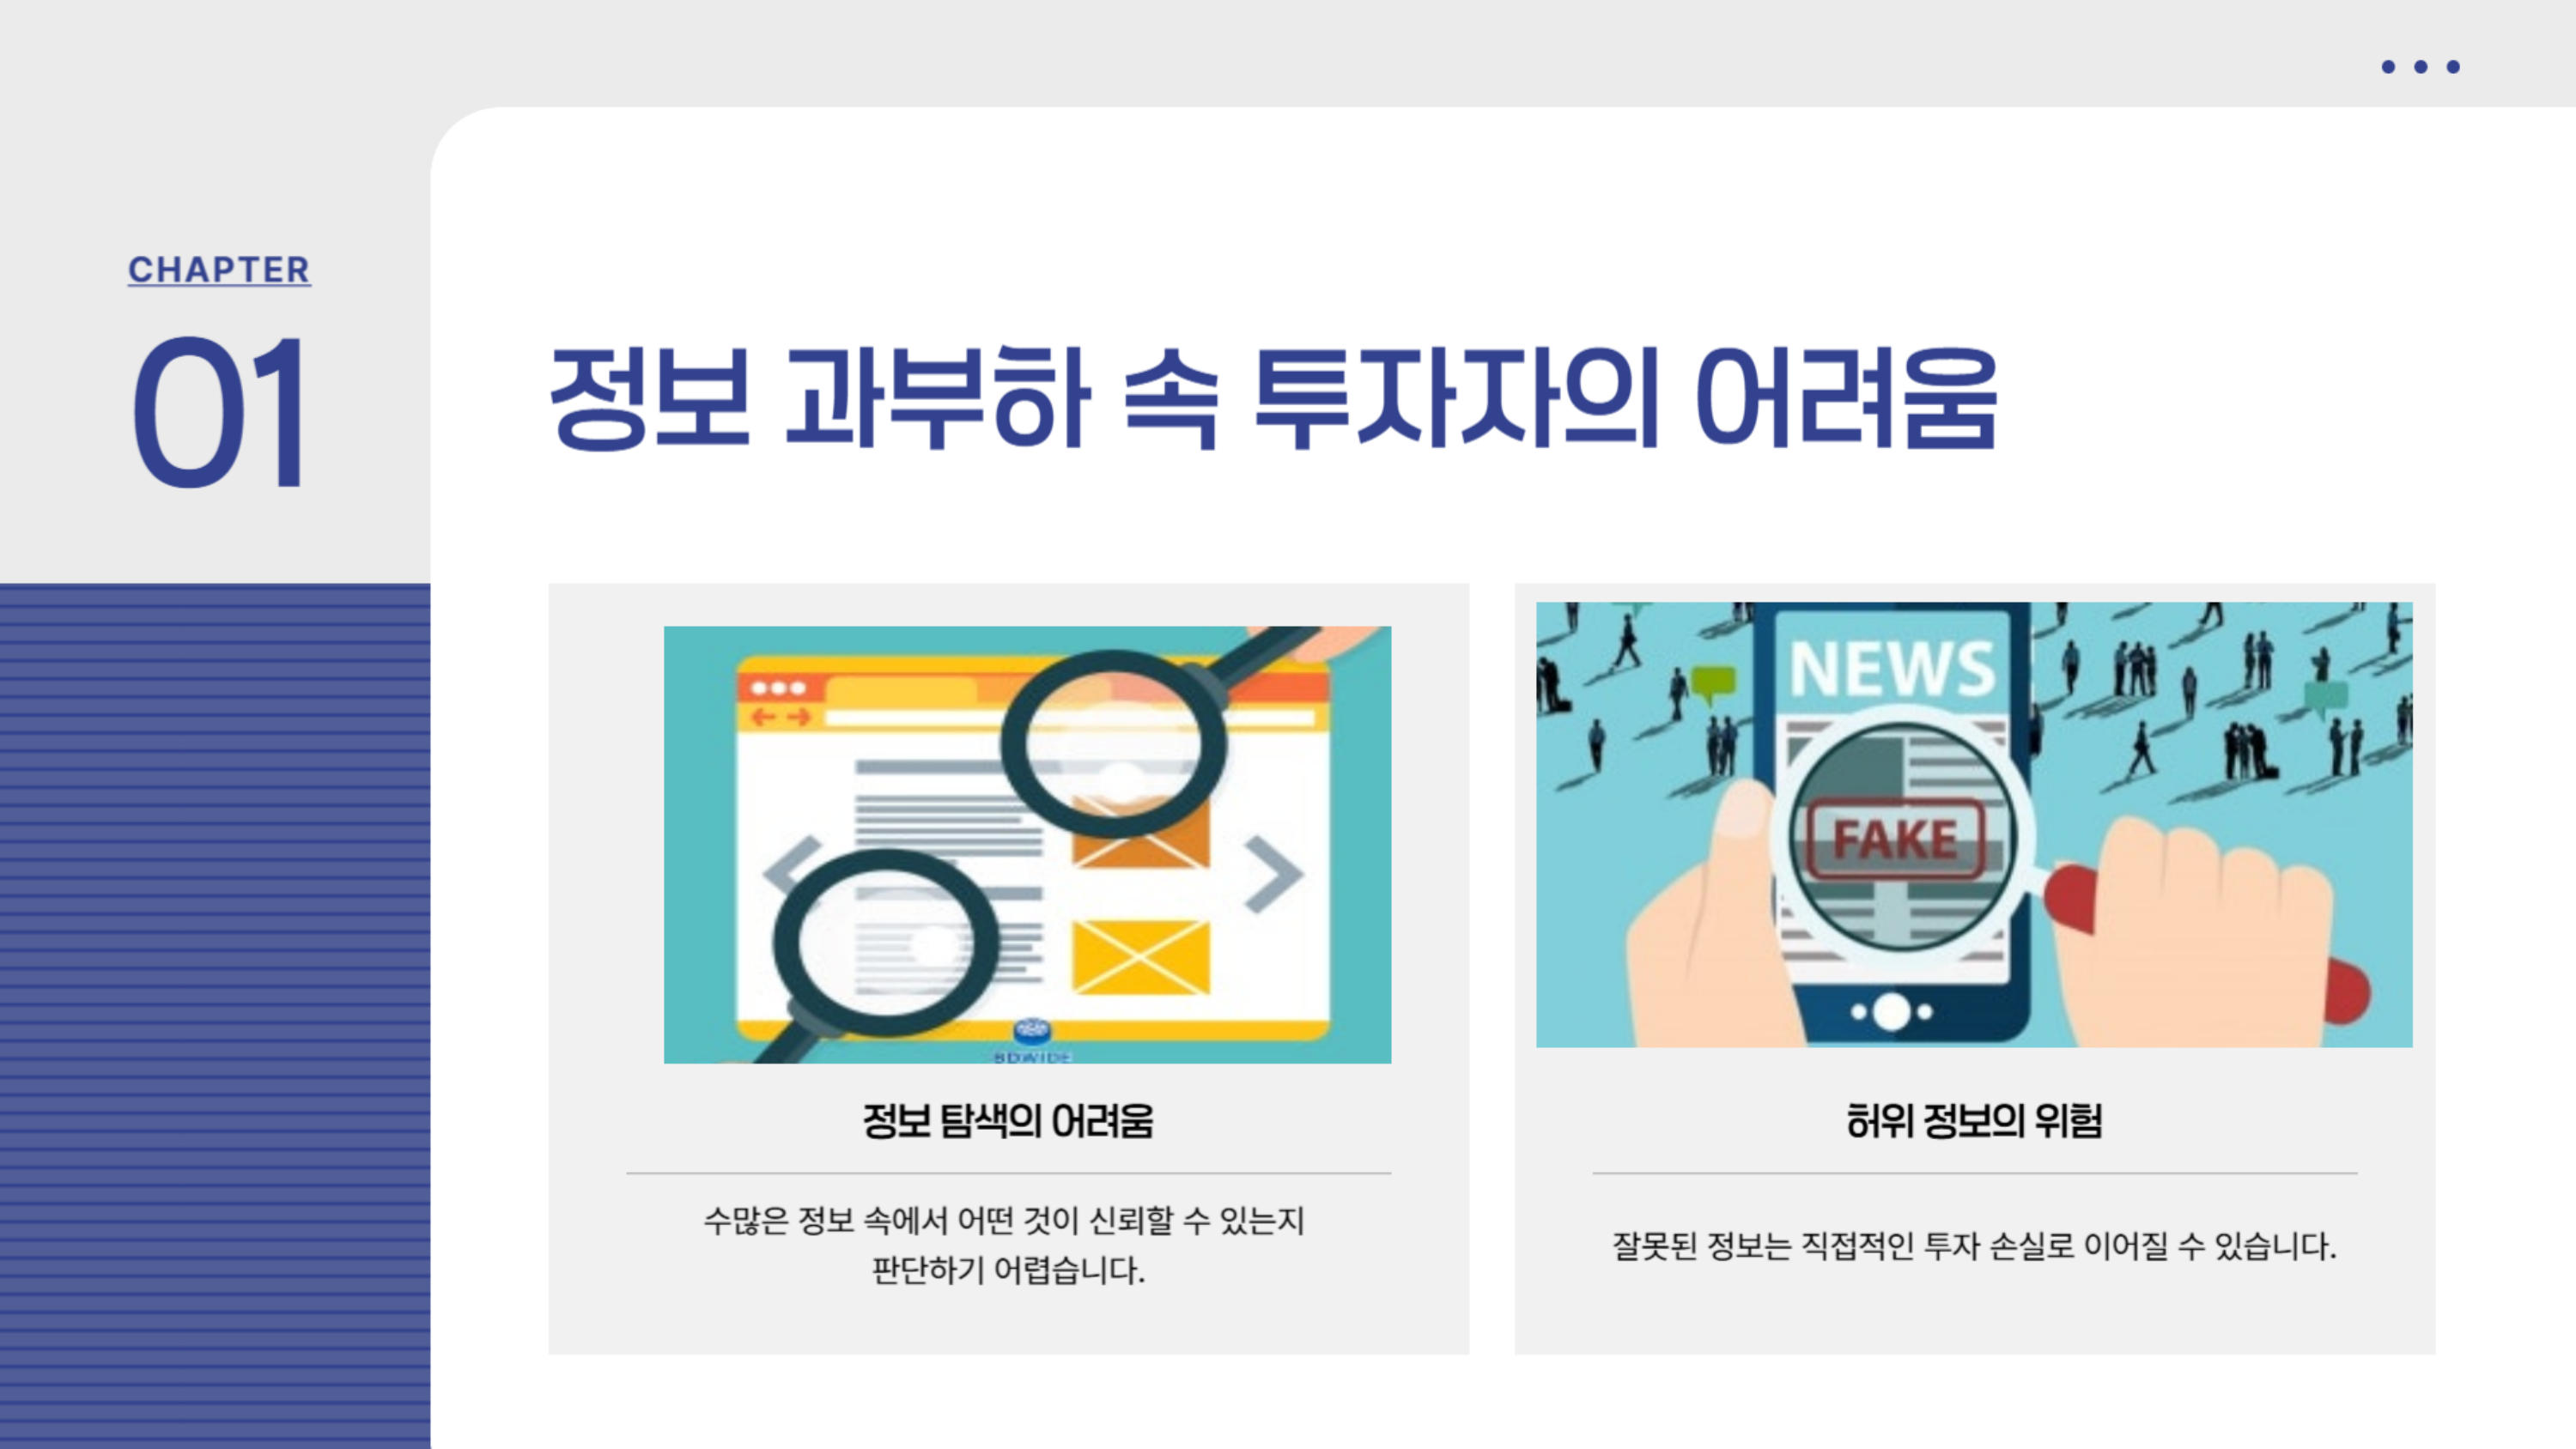 CHAPTER
01
정보 과부하 속 투자자의 어려움
NEWS
FAKE
BDWIDE
정보 탐색의 어려움
수많은 정보 속에서 어떤 것이 신뢰할 수 있는지
판단하기 어렵습니다.
허위 정보의 위험
잘못된 정보는 직접적인 투자 손실로 이어질 수 있습니다.